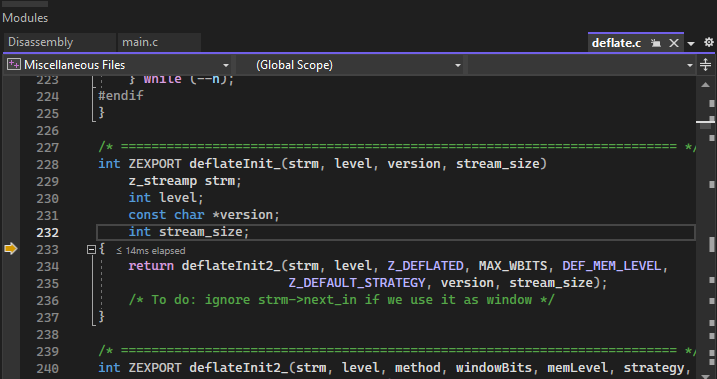 Modules
Disassembly main.c deflate.c
Miscellaneous Files (Global Scope)
223 } while (--n);
224 #endif
225 }
226
227 /* ========================================================================= */
228 int ZEXPORT deflateInit_(strm, level, version, stream_size)
229 z_streamp strm;
230 int level;
231 const char *version;
232 int stream_size;
233 { ≤ 14ms elapsed
234 return deflateInit2_(strm, level, Z_DEFLATED, MAX_WBITS, DEF_MEM_LEVEL,
235 Z_DEFAULT_STRATEGY, version, stream_size);
236 /* To do: ignore strm->next_in if we use it as window */
237 }
238
239 /* ========================================================================= */
240 int ZEXPORT deflateInit2_(strm, level, method, windowBits, memLevel, strategy,